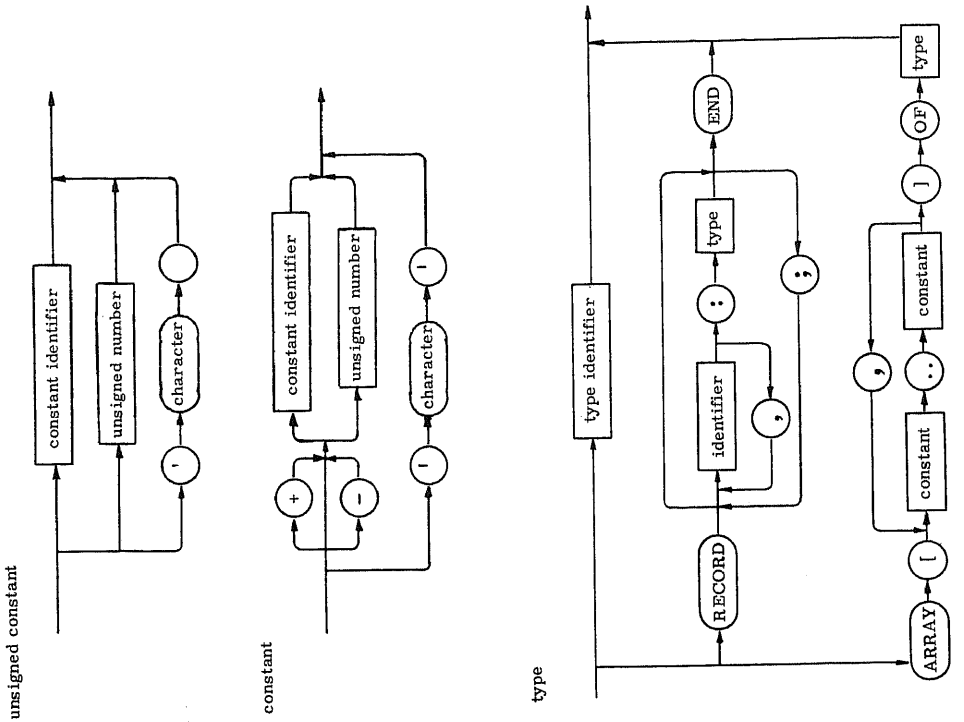 unsigned constant
constant identifier
unsigned number
' character
constant
+
-
constant identifier
unsigned number
' character '
type
type identifier
RECORD identifier : type END
,
;
ARRAY [ constant .. constant ] OF type
,